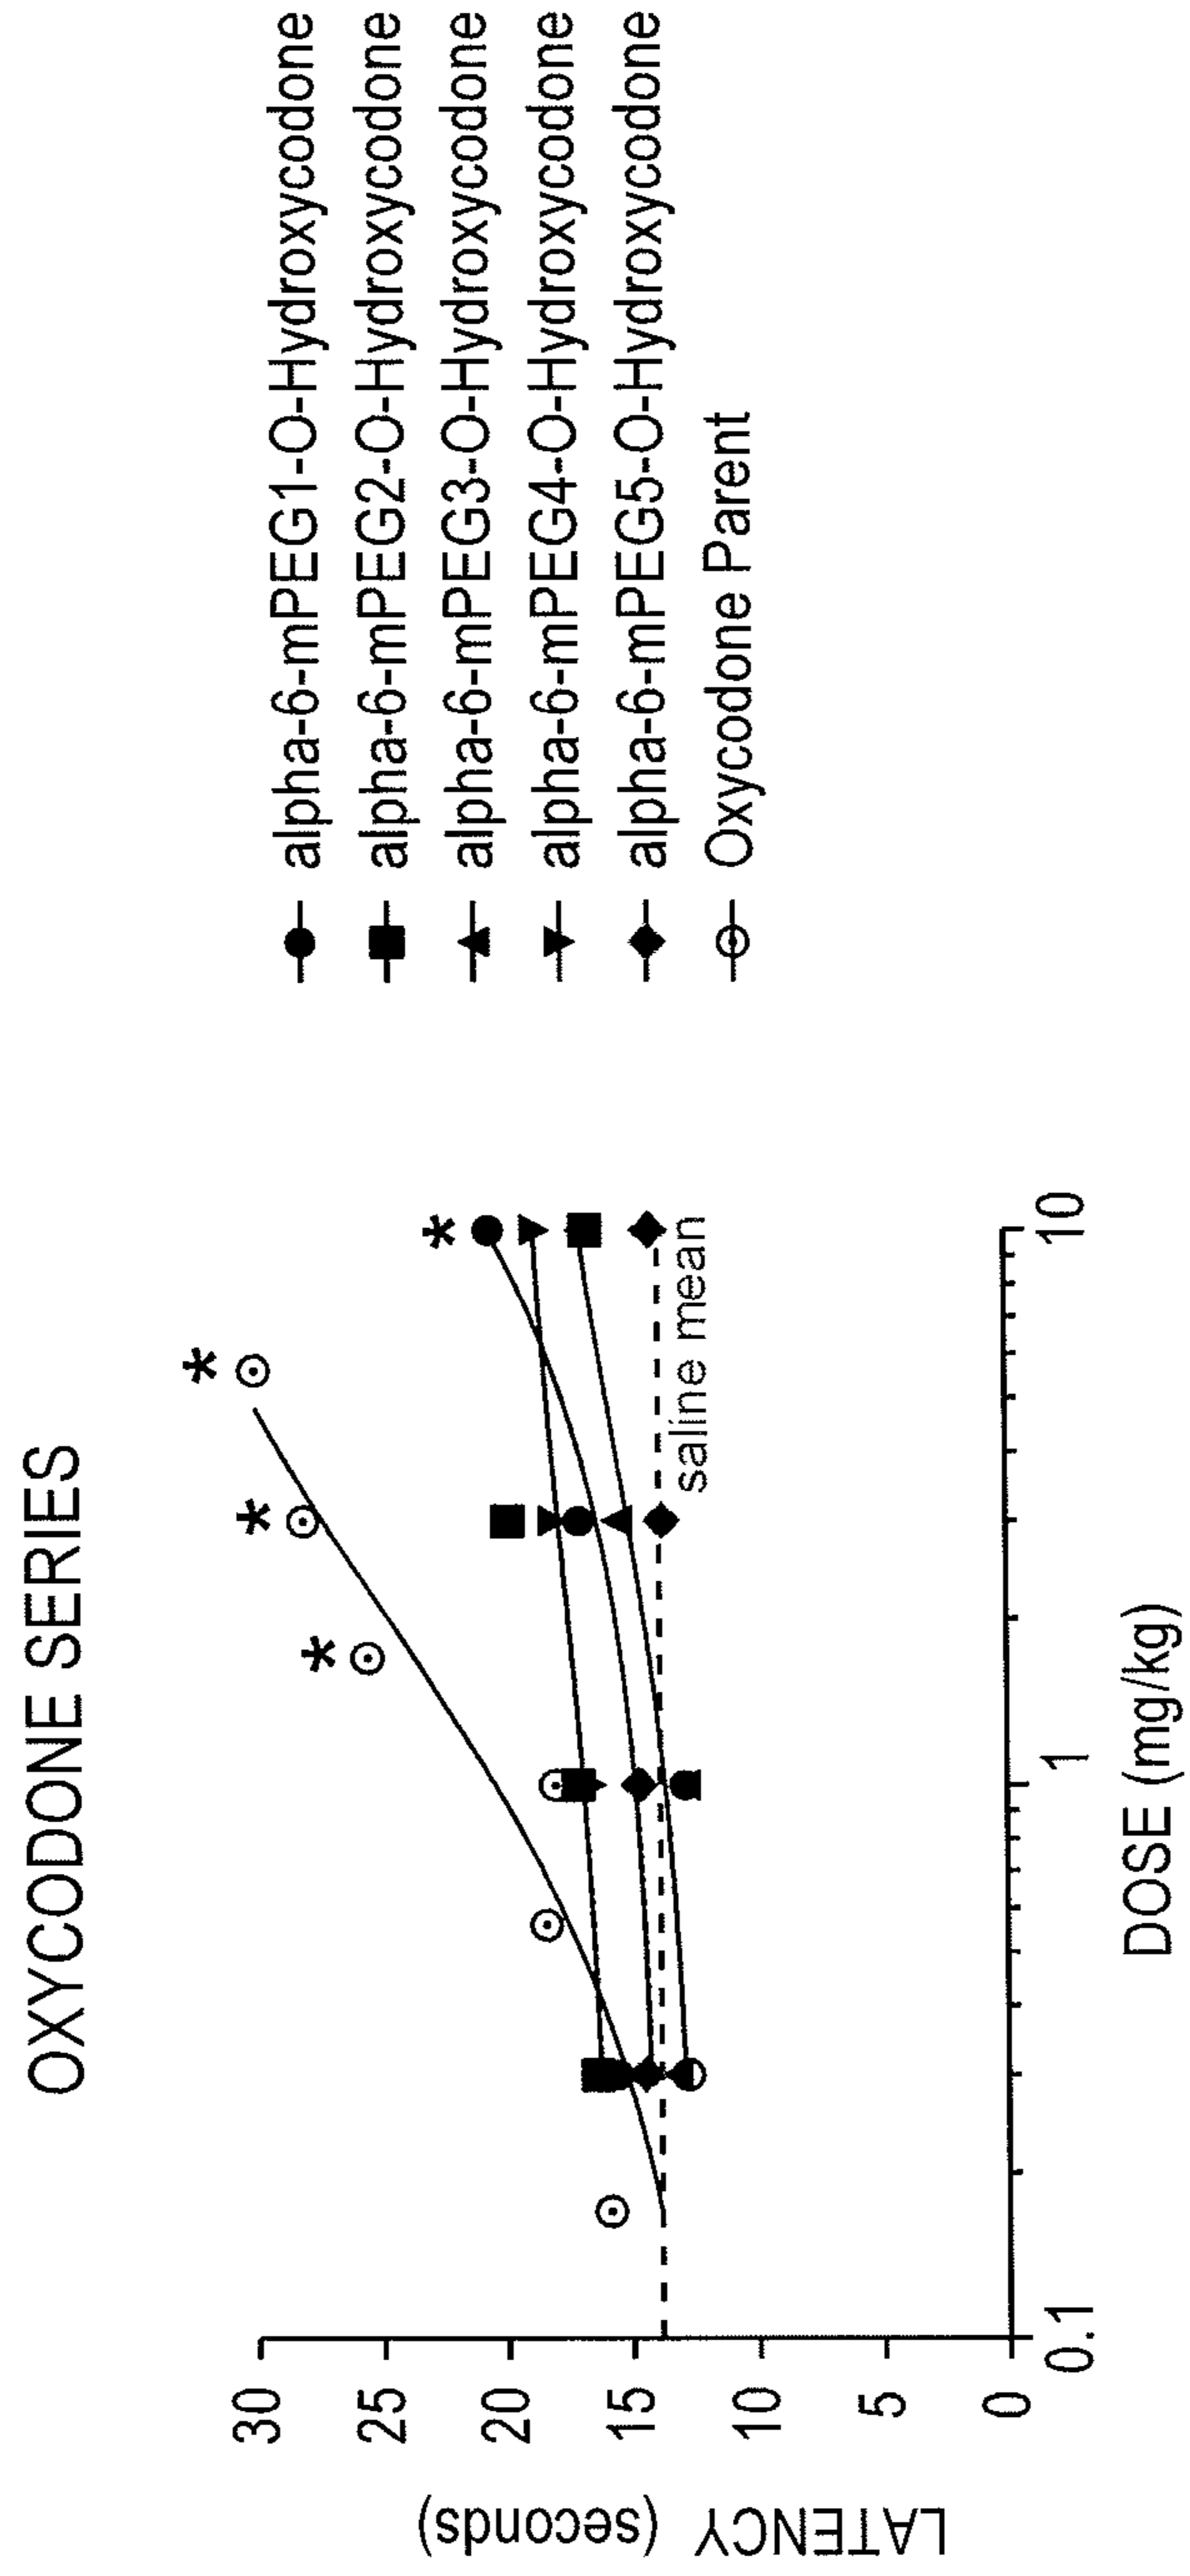 OXYCODONE SERIES
LATENCY (seconds)
30
25
20
15
10
5
0
0.1
1
10
DOSE (mg/kg)
saline mean
*
*
*
*
alpha-6-mPEG1-O-Hydroxycodone
alpha-6-mPEG2-O-Hydroxycodone
alpha-6-mPEG3-O-Hydroxycodone
alpha-6-mPEG4-O-Hydroxycodone
alpha-6-mPEG5-O-Hydroxycodone
Oxycodone Parent